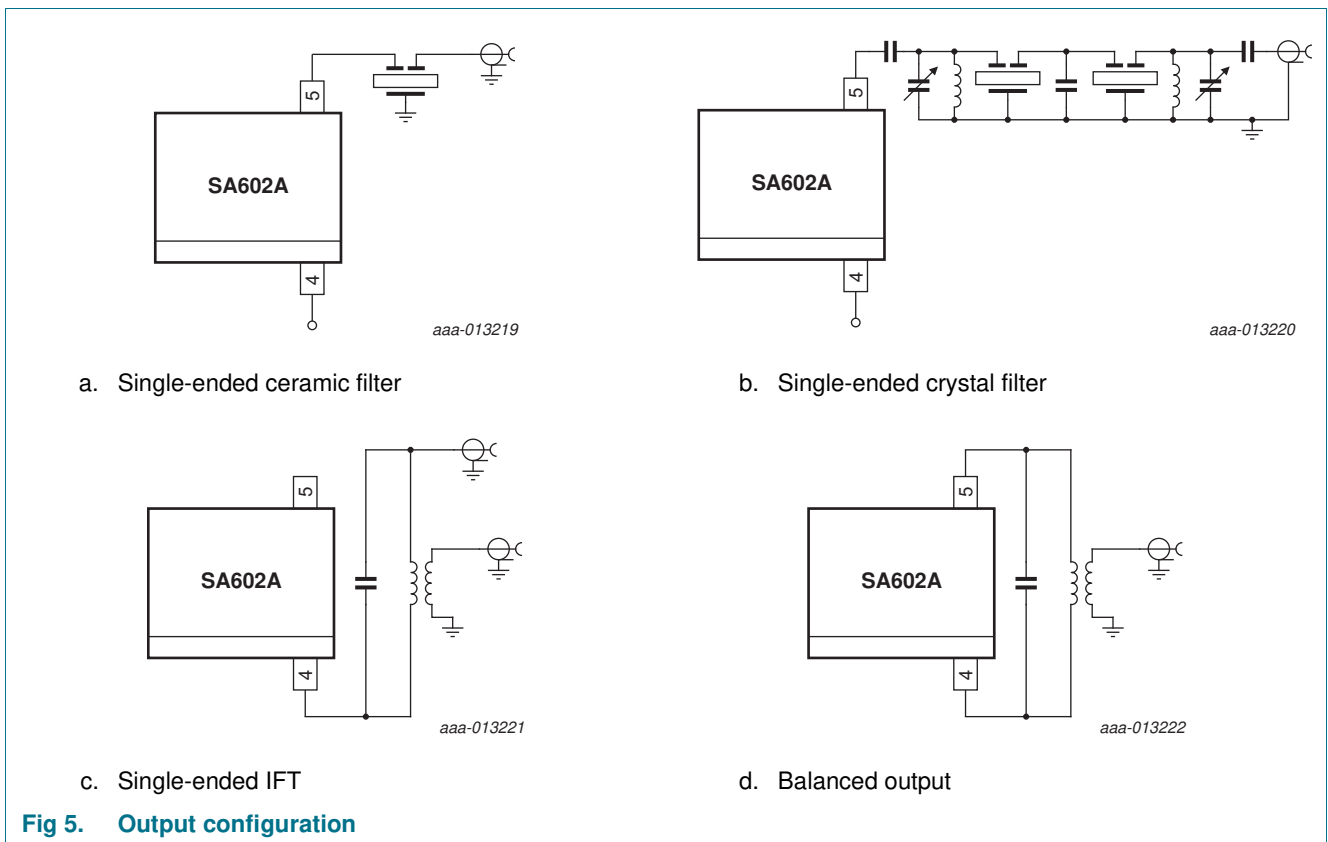 5
SA602A
4
aaa-013219
a. Single-ended ceramic filter
5
SA602A
4
aaa-013220
b. Single-ended crystal filter
5
SA602A
4
aaa-013221
c. Single-ended IFT
5
SA602A
4
aaa-013222
d. Balanced output
Fig 5. Output configuration